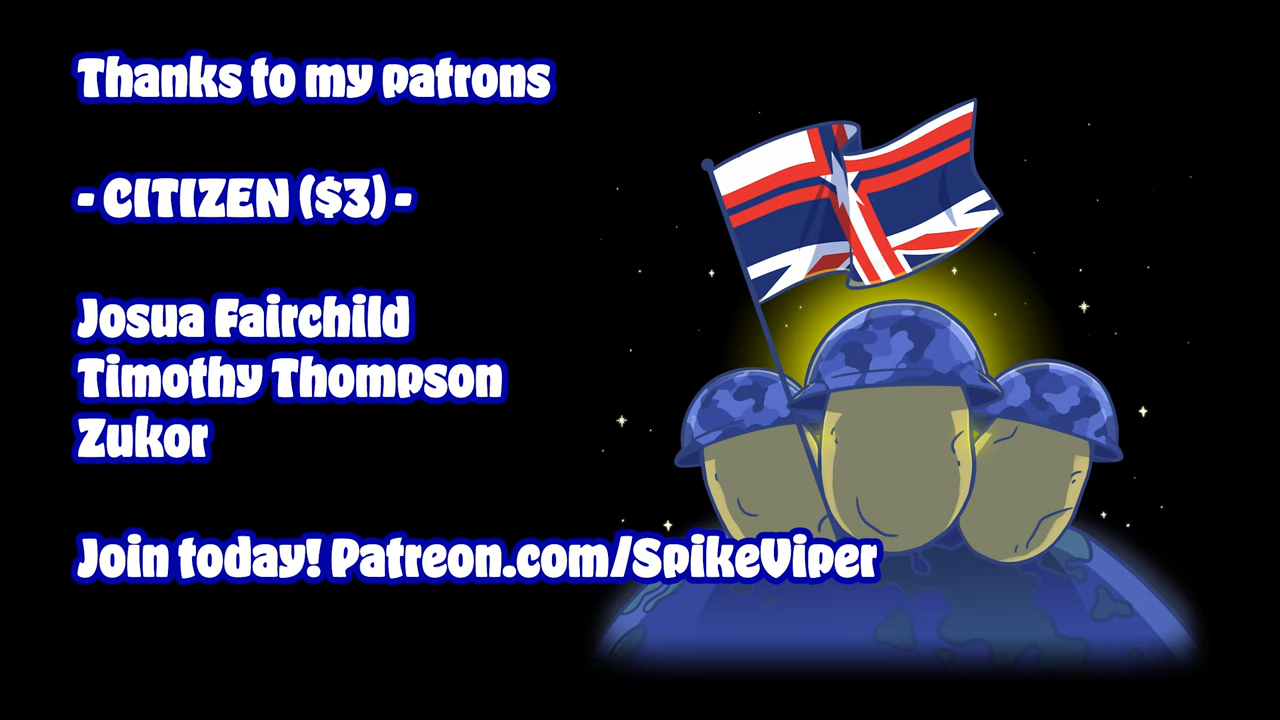 Thanks to my patrons
- CITIZEN ($3) -
Josua Fairchild
Timothy Thompson
Zukor
Join today! Patreon.com/SpikeViper